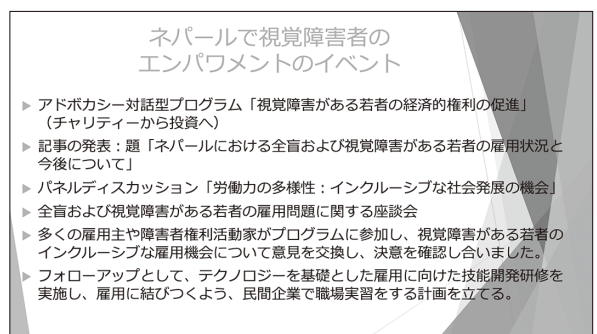 ネパールで視覚障害者の
エンパワメントのイベント
アドボカシー対話型プログラム「視覚障害がある若者の経済的権利の促進」
（チャリティーから投資へ）
記事の発表：題「ネパールにおける全盲および視覚障害がある若者の雇用状況と
今後について」
パネルディスカッション「労働力の多様性：インクルーシブな社会発展の機会」
全盲および視覚障害がある若者の雇用問題に関する座談会
多くの雇用主や障害者権利活動家がプログラムに参加し、視覚障害がある若者の
インクルーシブな雇用機会について意見を交換し、決意を確認し合いました。
フォローアップとして、テクノロジーを基礎とした雇用に向けた技能開発研修を
実施し、雇用に結びつくよう、民間企業で職場実習をする計画を立てる。